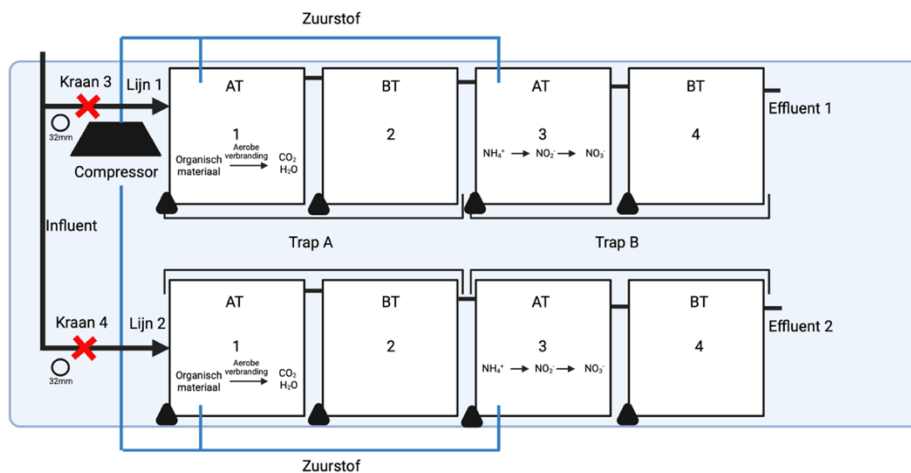 Zuurstof
Kraan 3
Lijn 1
32mm
Compressor
Influent
AT
1
Organisch
materiaal
Aerobe
verbranding
CO₂
H₂O
BT
2
AT
3
NH₄⁺ → NO₂⁻ → NO₃⁻
BT
4
Effluent 1
Trap A
Trap B
Kraan 4
Lijn 2
32mm
AT
1
Organisch
materiaal
Aerobe
verbranding
CO₂
H₂O
BT
2
AT
3
NH₄⁺ → NO₂⁻ → NO₃⁻
BT
4
Effluent 2
Zuurstof